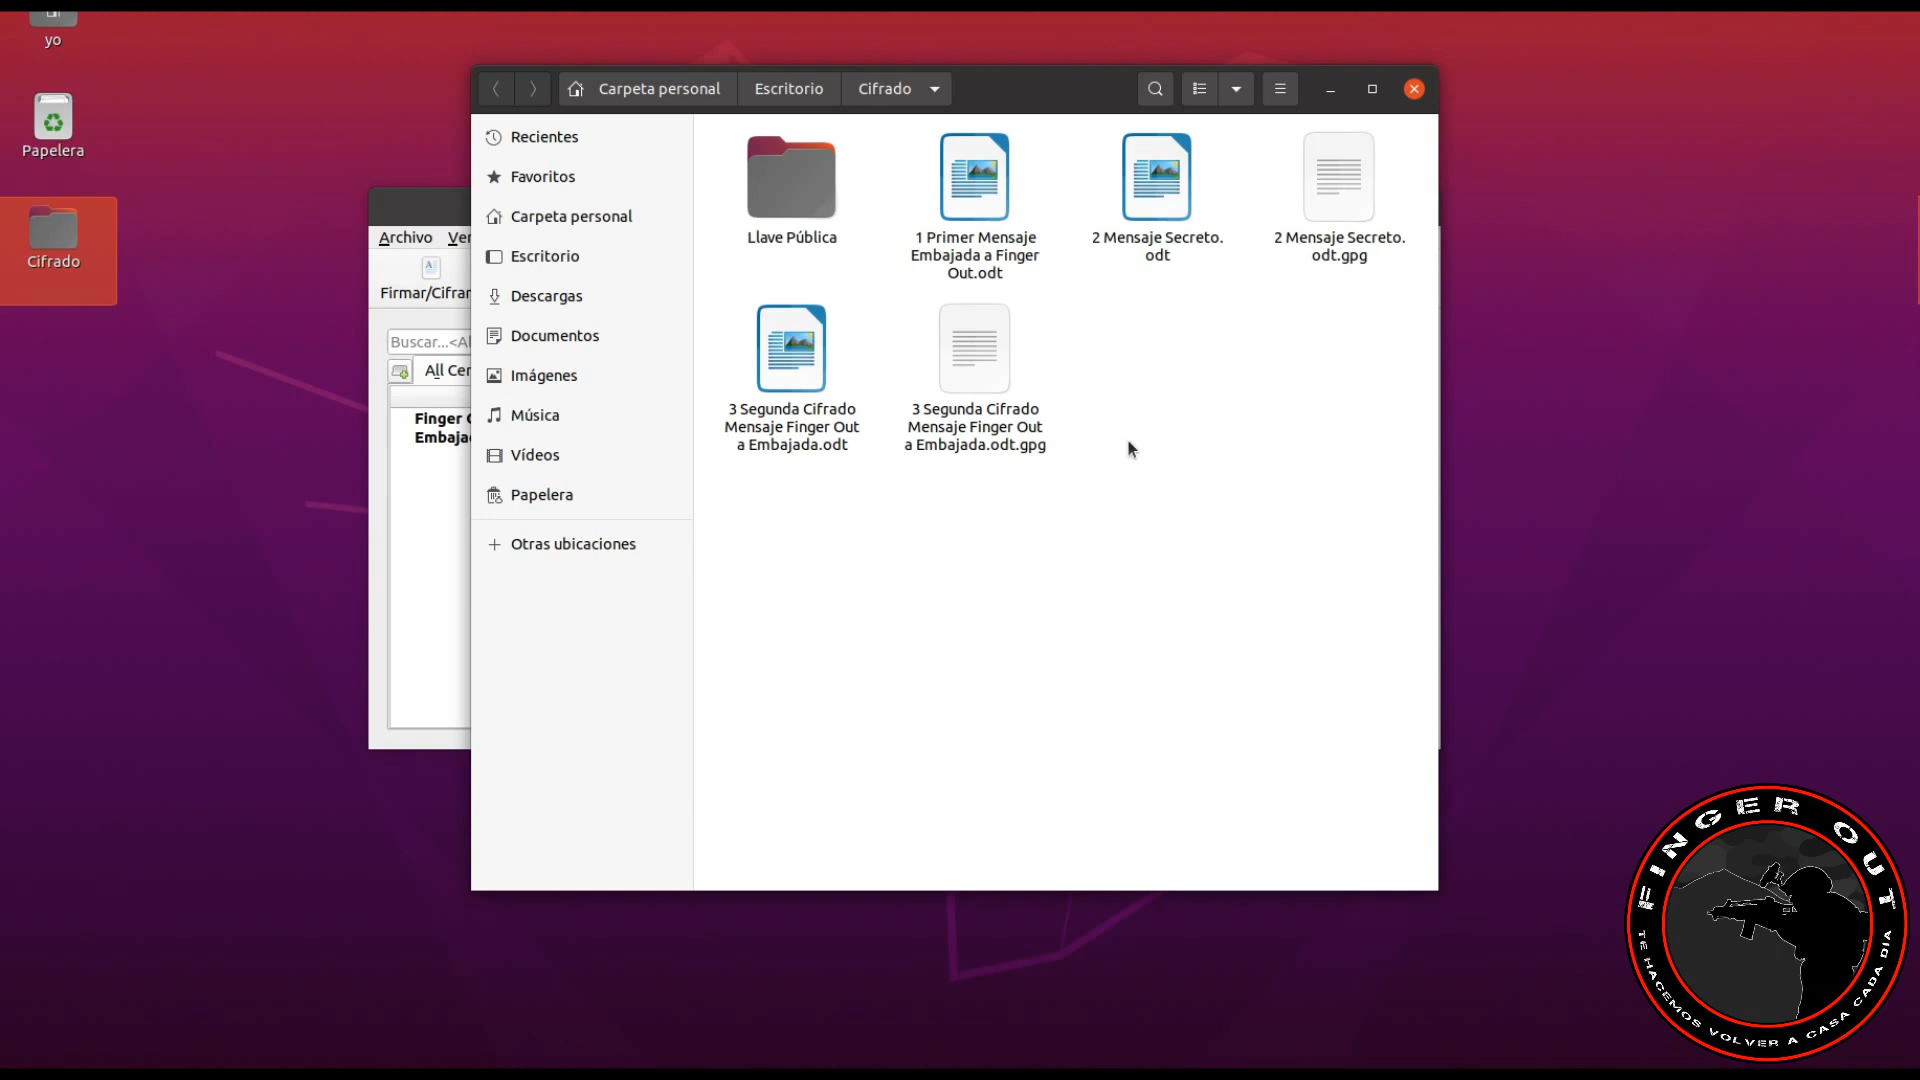 yo
Papelera
Cifrado
Archivo Ver
Firmar/Cifrar
Buscar...<Al
All Cer
Finger
Embaja
Carpeta personal Escritorio Cifrado
Recientes
Favoritos
Carpeta personal
Escritorio
Descargas
Documentos
Imágenes
Música
Vídeos
Papelera
Otras ubicaciones
Llave Pública
1 Primer Mensaje
Embajada a Finger
Out.odt
2 Mensaje Secreto.
odt
2 Mensaje Secreto.
odt.gpg
3 Segunda Cifrado
Mensaje Finger Out
a Embajada.odt
3 Segunda Cifrado
Mensaje Finger Out
a Embajada.odt.gpg
FINGER OUT
TE HACEMOS VOLVER A CASA CADA DIA